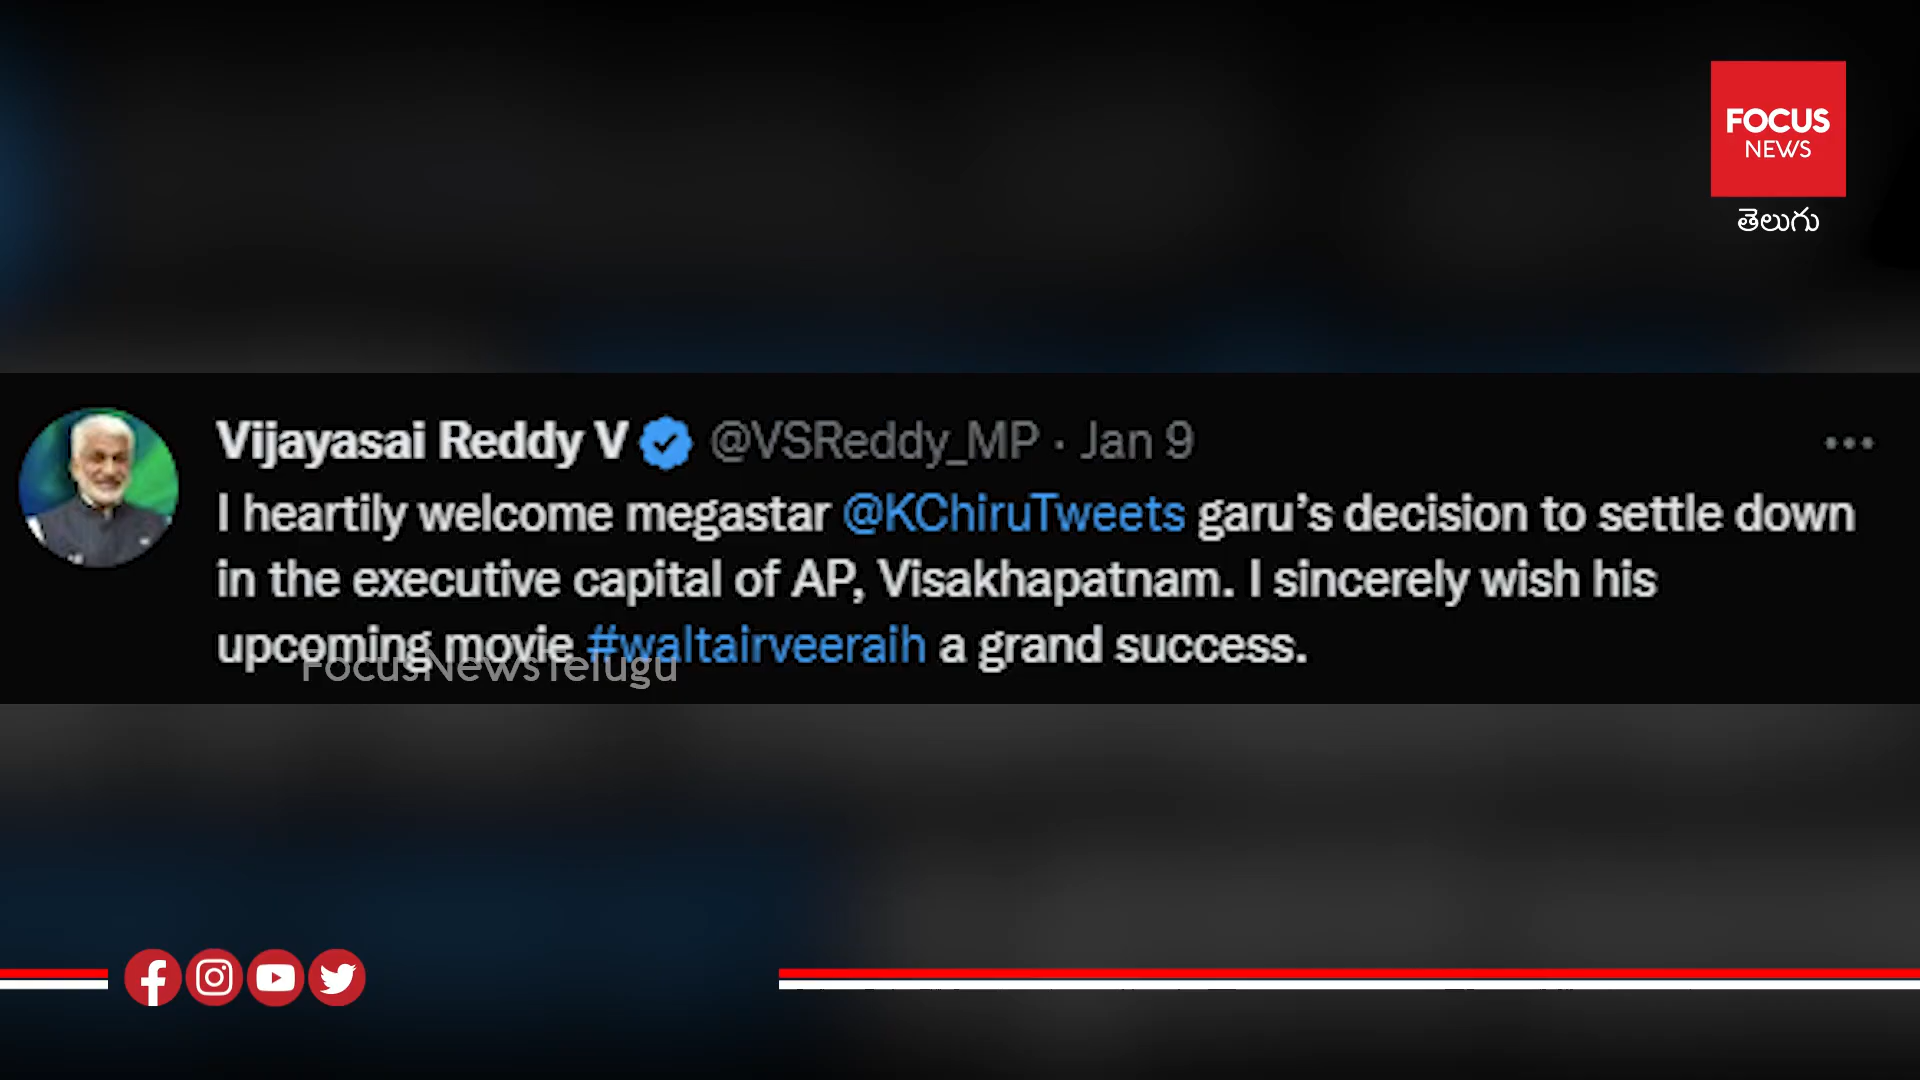 FOCUS
NEWS
తెలుగు
Vijayasai Reddy V @VSReddy_MP · Jan 9
I heartily welcome megastar @KChiruTweets garu’s decision to settle down
in the executive capital of AP, Visakhapatnam. I sincerely wish his
upcoming movie #waltairveeraih a grand success.
FocusNewsTelugu